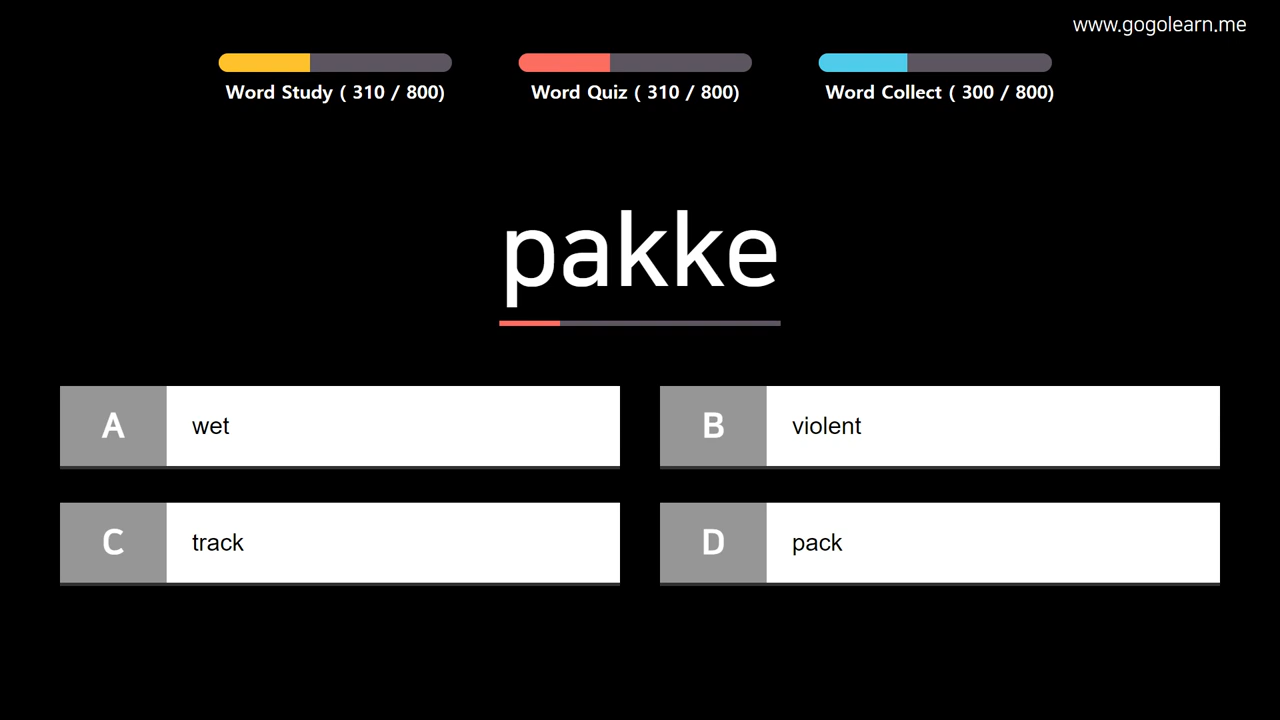 www.gogolearn.me
Word Study ( 310 / 800)
Word Quiz ( 310 / 800)
Word Collect ( 300 / 800)
pakke
A wet
B violent
C track
D pack